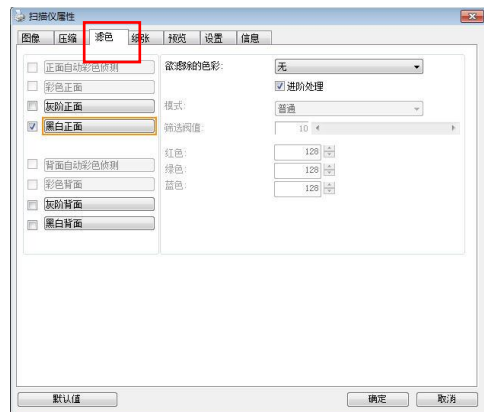 扫描仪属性
图像 压缩 滤色 纸张 预览 设置 信息
正面自动彩色侦测 欲滤除的色彩: 无
彩色正面 进阶处理
灰阶正面 模式: 普通
黑白正面 筛选阀值: 10
红色: 128
背面自动彩色侦测 绿色: 128
彩色背面 蓝色: 128
灰阶背面
黑白背面
默认值 确定 取消